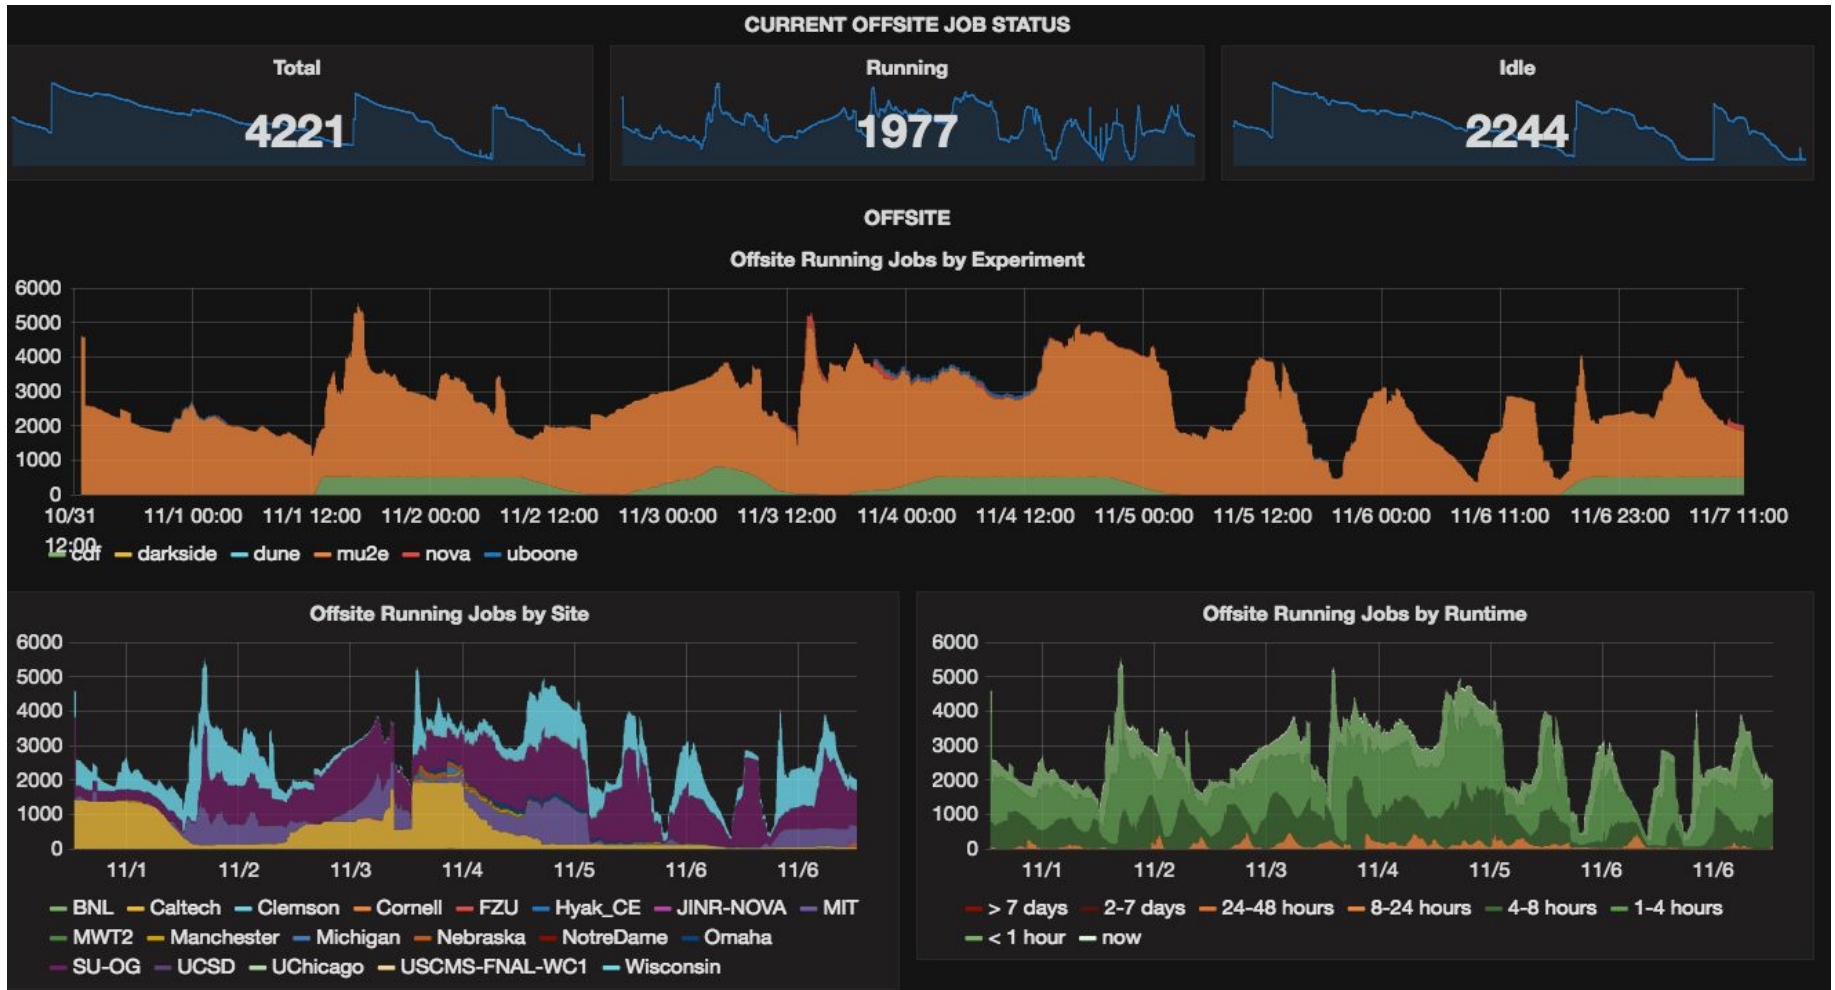 CURRENT OFFSITE JOB STATUS
Total
Running
Idle
4221
1977
2244
OFFSITE
Offsite Running Jobs by Experiment
6000
5000
4000
3000
2000
1000
0
10/31 12:00
11/1 00:00
11/1 12:00
11/2 00:00
11/2 12:00
11/3 00:00
11/3 12:00
11/4 00:00
11/4 12:00
11/5 00:00
11/5 12:00
11/6 00:00
11/6 11:00
11/6 23:00
11/7 11:00
cdf darkside dune mu2e nova uboone
Offsite Running Jobs by Site
6000
5000
4000
3000
2000
1000
0
11/1 11/2 11/3 11/4 11/5 11/6 11/6
BNL Caltech Clemson Cornell FZU Hyak_CE JINR-NOVA MIT
MWT2 Manchester Michigan Nebraska NotreDame Omaha
SU-OG UCSD UChicago USCMS-FNAL-WC1 Wisconsin
Offsite Running Jobs by Runtime
6000
5000
4000
3000
2000
1000
0
11/1 11/2 11/3 11/4 11/5 11/6 11/6
> 7 days 2-7 days 24-48 hours 8-24 hours 4-8 hours 1-4 hours
< 1 hour now